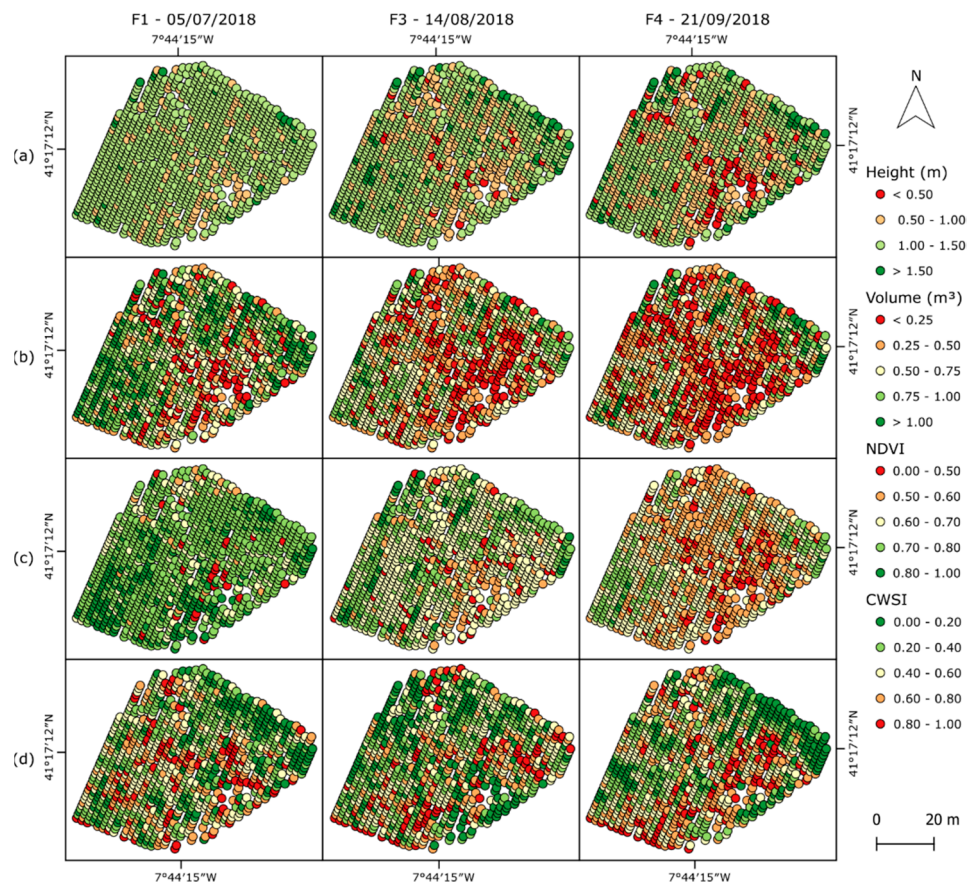 F1 - 05/07/2018
F3 - 14/08/2018
F4 - 21/09/2018
7°44'15"W
7°44'15"W
7°44'15"W
(a)
41°17'12"N
41°17'12"N
(b)
41°17'12"N
41°17'12"N
(c)
41°17'12"N
41°17'12"N
(d)
41°17'12"N
41°17'12"N
7°44'15"W
7°44'15"W
7°44'15"W
N
Height (m)
< 0.50
0.50 - 1.00
1.00 - 1.50
> 1.50
Volume (m³)
< 0.25
0.25 - 0.50
0.50 - 0.75
0.75 - 1.00
> 1.00
NDVI
0.00 - 0.50
0.50 - 0.60
0.60 - 0.70
0.70 - 0.80
0.80 - 1.00
CWSI
0.00 - 0.20
0.20 - 0.40
0.40 - 0.60
0.60 - 0.80
0.80 - 1.00
0 20 m